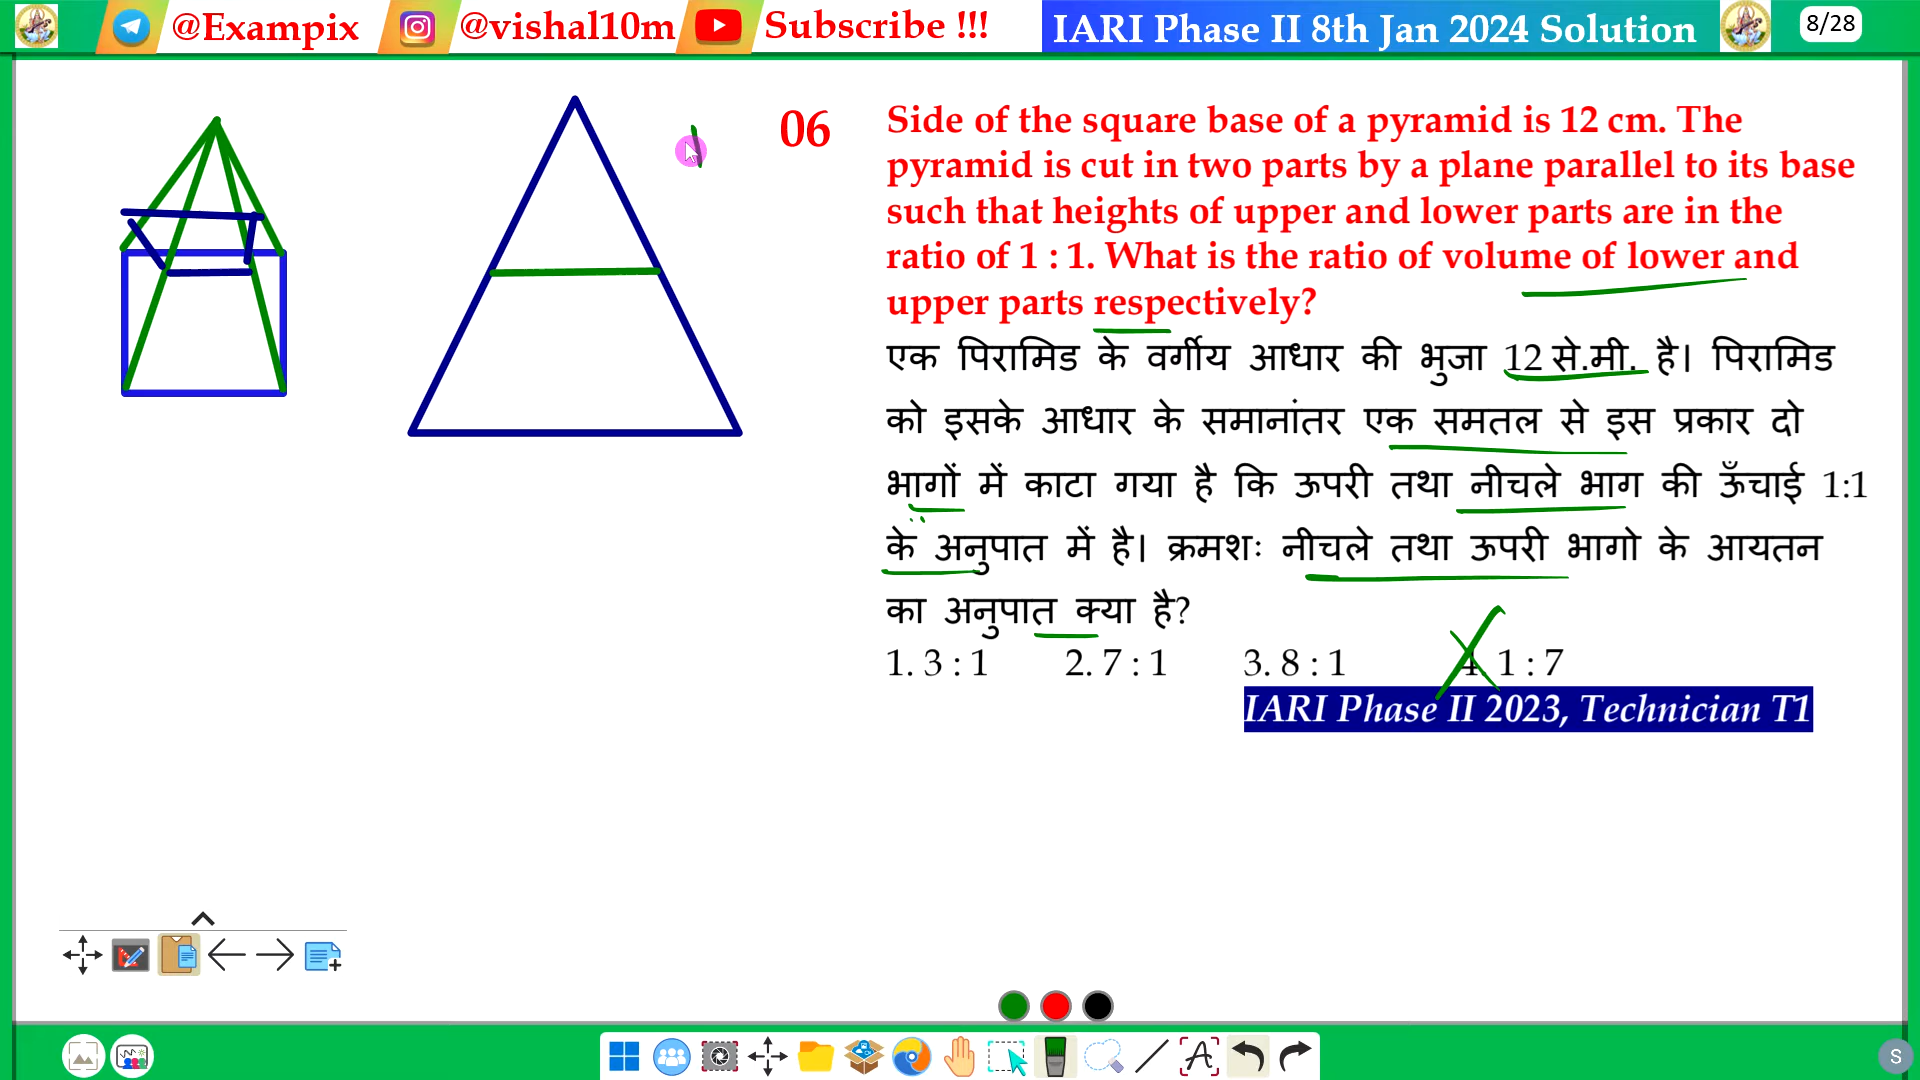 @Exampix
@vishal10m
Subscribe !!!
IARI Phase II 8th Jan 2024 Solution
8/28
06
Side of the square base of a pyramid is 12 cm. The
pyramid is cut in two parts by a plane parallel to its base
such that heights of upper and lower parts are in the
ratio of 1 : 1. What is the ratio of volume of lower and
upper parts respectively?
एक पिरामिड के वर्गीय आधार की भुजा 12 से.मी. है। पिरामिड
को इसके आधार के समानांतर एक समतल से इस प्रकार दो
भागों में काटा गया है कि ऊपरी तथा नीचले भाग की ऊँचाई 1:1
के अनुपात में है। क्रमशः नीचले तथा ऊपरी भागो के आयतन
का अनुपात क्या है?
1. 3 : 1 2. 7 : 1 3. 8 : 1 4. 1 : 7
IARI Phase II 2023, Technician T1
S